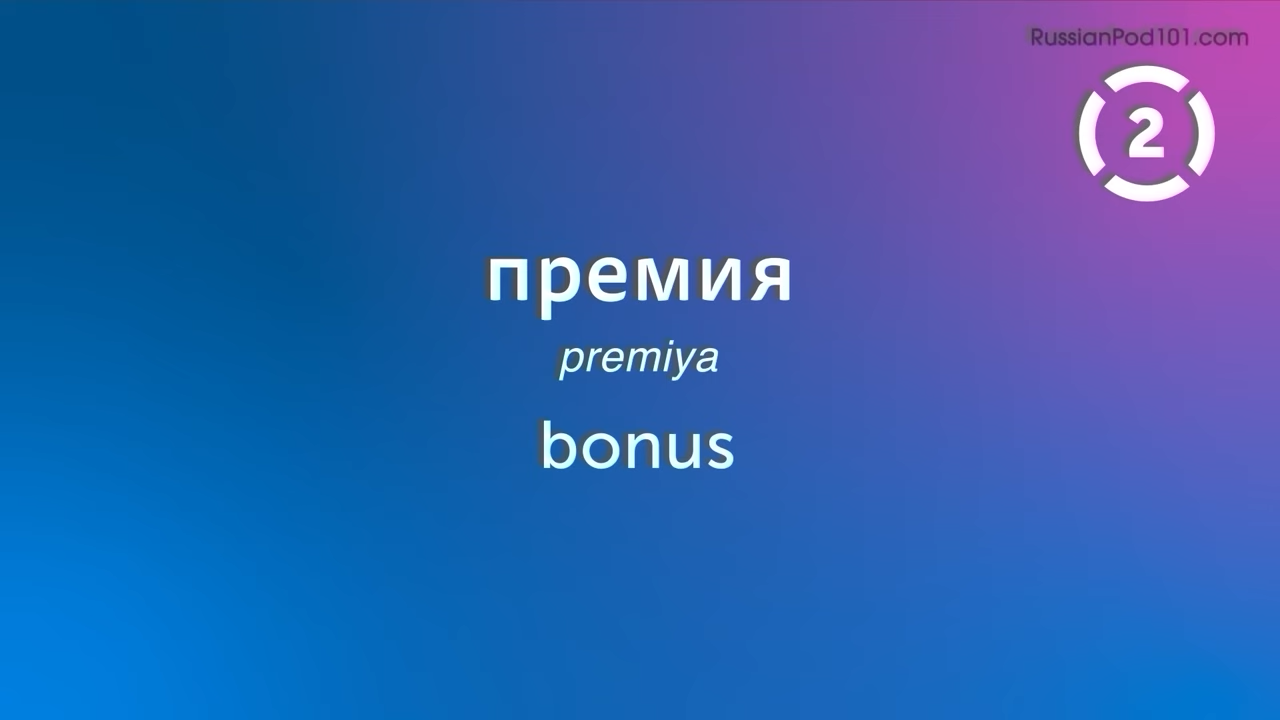 RussianPod101.com
2
премия
premiya
bonus